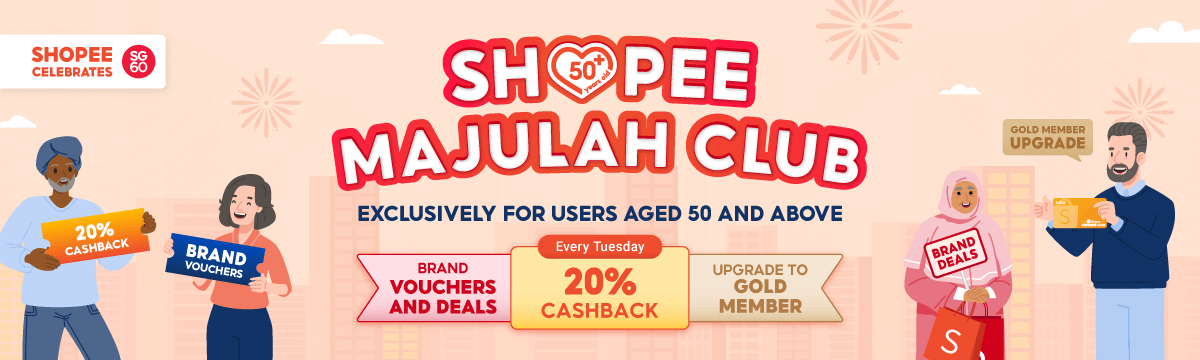 SHOPEE
CELEBRATES
SG
60
SH PEE
50+
years old
MAJULAH CLUB
EXCLUSIVELY FOR USERS AGED 50 AND ABOVE
BRAND
VOUCHERS
AND DEALS
Every Tuesday
20%
CASHBACK
UPGRADE TO
GOLD
MEMBER
20%
CASHBACK
BRAND
VOUCHERS
BRAND
DEALS
S
GOLD MEMBER
UPGRADE
S